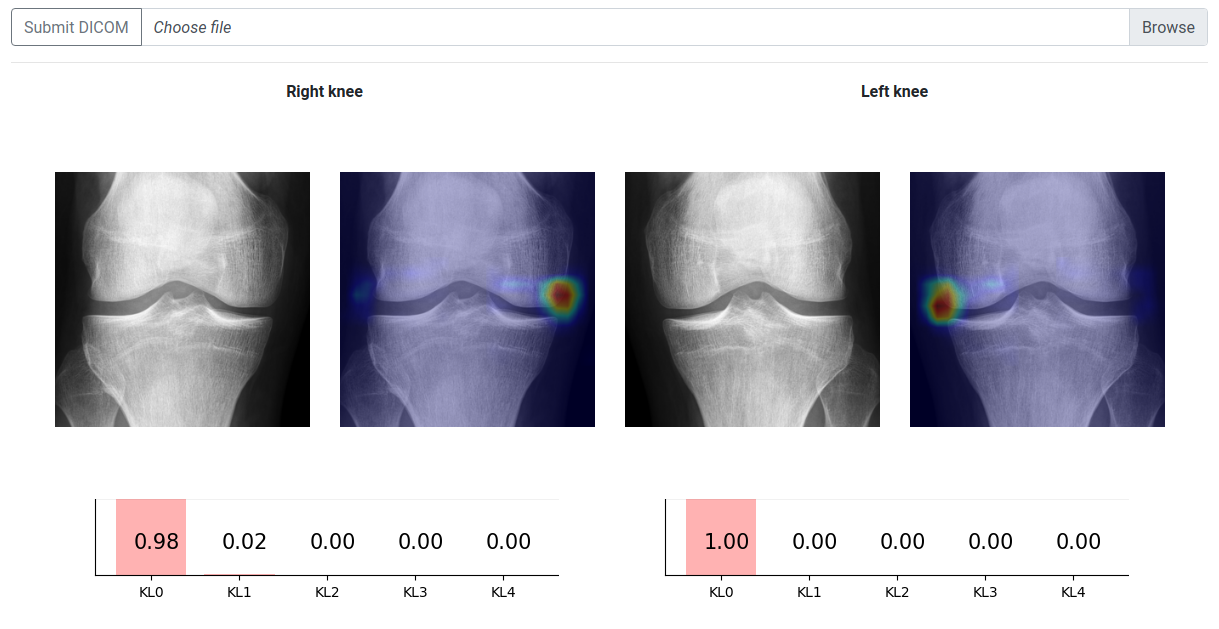 Submit DICOM Choose file Browse
Right knee Left knee
0.98 0.02 0.00 0.00 0.00 1.00 0.00 0.00 0.00 0.00
KL0 KL1 KL2 KL3 KL4 KL0 KL1 KL2 KL3 KL4